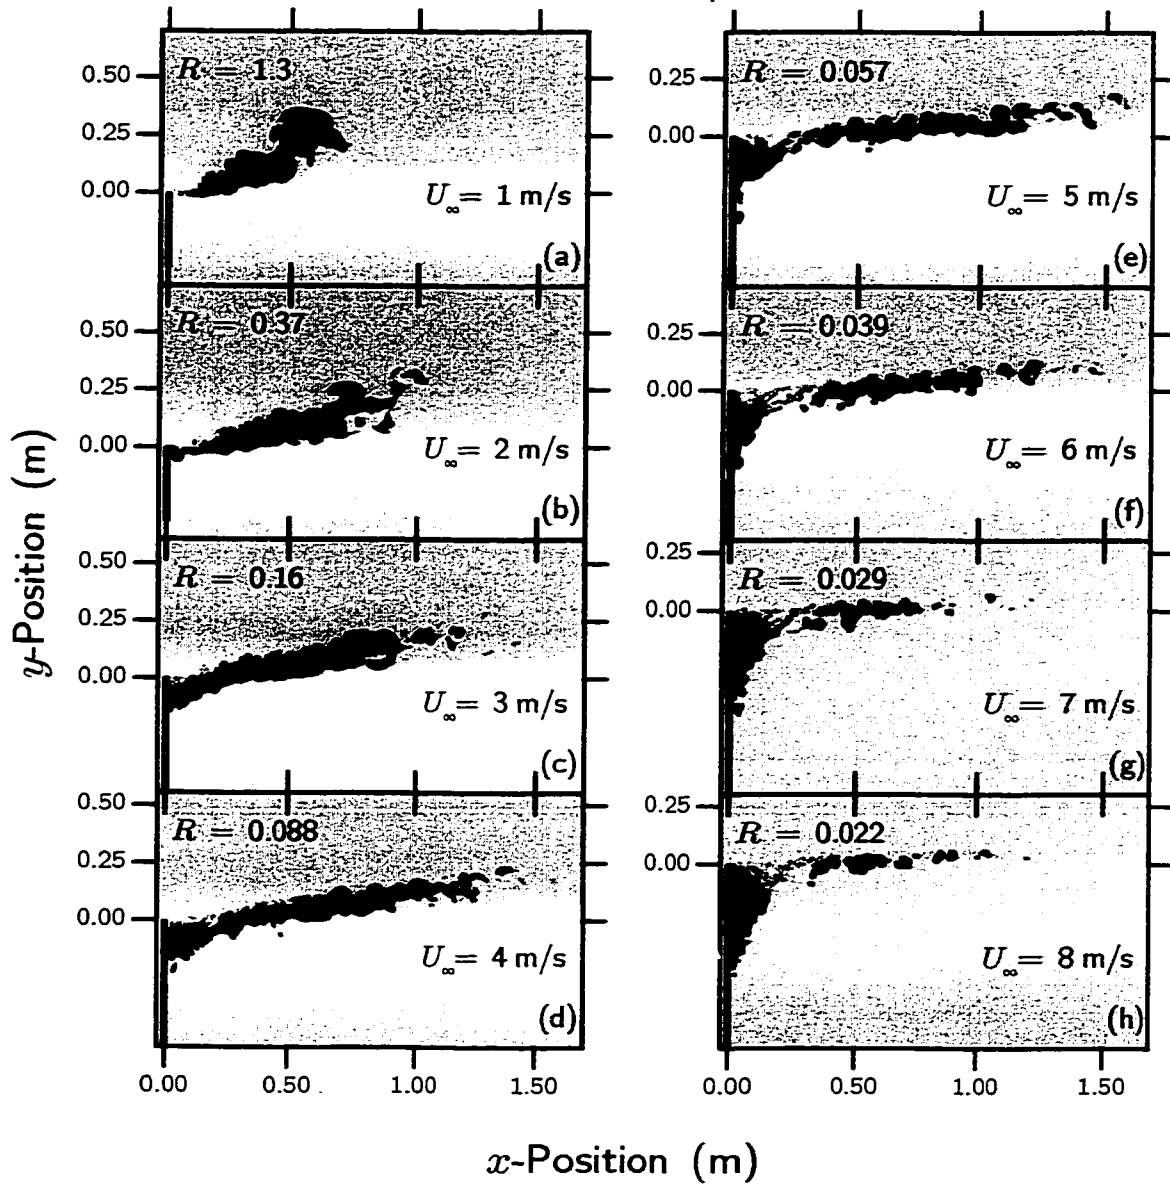 0.50
0.25
0.00
R = 1.3
U∞= 1 m/s
(a)
0.50
0.25
0.00
R = 0.37
U∞= 2 m/s
(b)
0.50
0.25
0.00
R = 0.16
U∞= 3 m/s
(c)
0.50
0.25
0.00
R = 0.088
U∞= 4 m/s
(d)
0.00 0.50 1.00 1.50
0.25
0.00
R = 0.057
U∞= 5 m/s
(e)
0.25
0.00
R = 0.039
U∞= 6 m/s
(f)
0.25
0.00
R = 0.029
U∞= 7 m/s
(g)
0.25
0.00
R = 0.022
U∞= 8 m/s
(h)
0.00 0.50 1.00 1.50
y-Position (m)
x-Position (m)